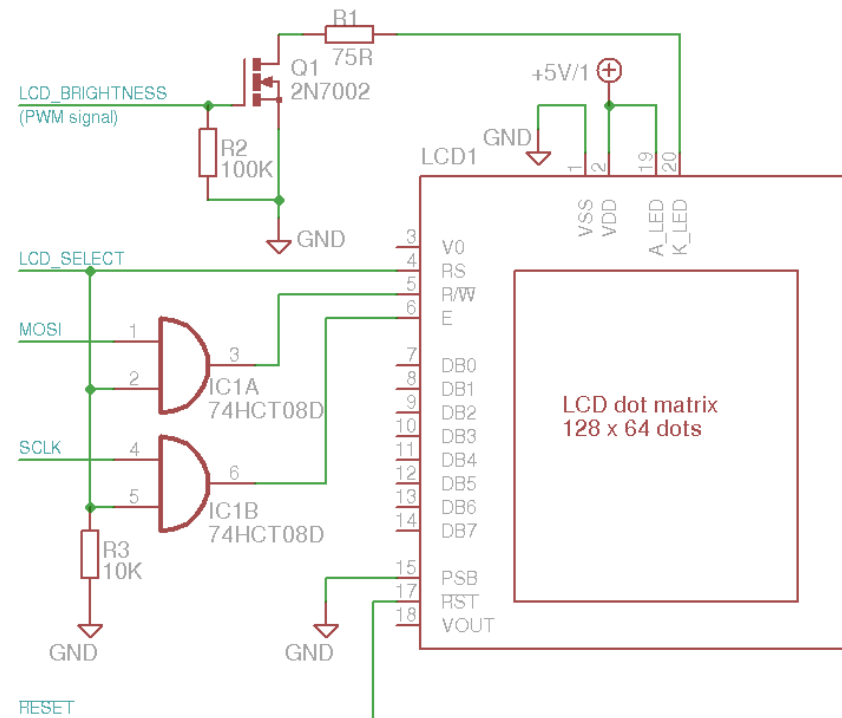 R1
75R
Q1
2N7002
LCD_BRIGHTNESS
(PWM signal)
R2
100K
GND
+5V/1
GND
LCD1
1
2
19
20
VSS
VDD
A_LED
K_LED
LCD_SELECT
3 V0
4 RS
5 R/W̅
6 E
MOSI
1
2
3
IC1A
74HCT08D
7 DB0
8 DB1
9 DB2
10 DB3
11 DB4
12 DB5
13 DB6
14 DB7
LCD dot matrix
128 x 64 dots
SCLK
4
5
6
IC1B
74HCT08D
R3
10K
GND
GND
15 PSB
17 R̅S̅T̅
18 VOUT
R̅E̅S̅E̅T̅